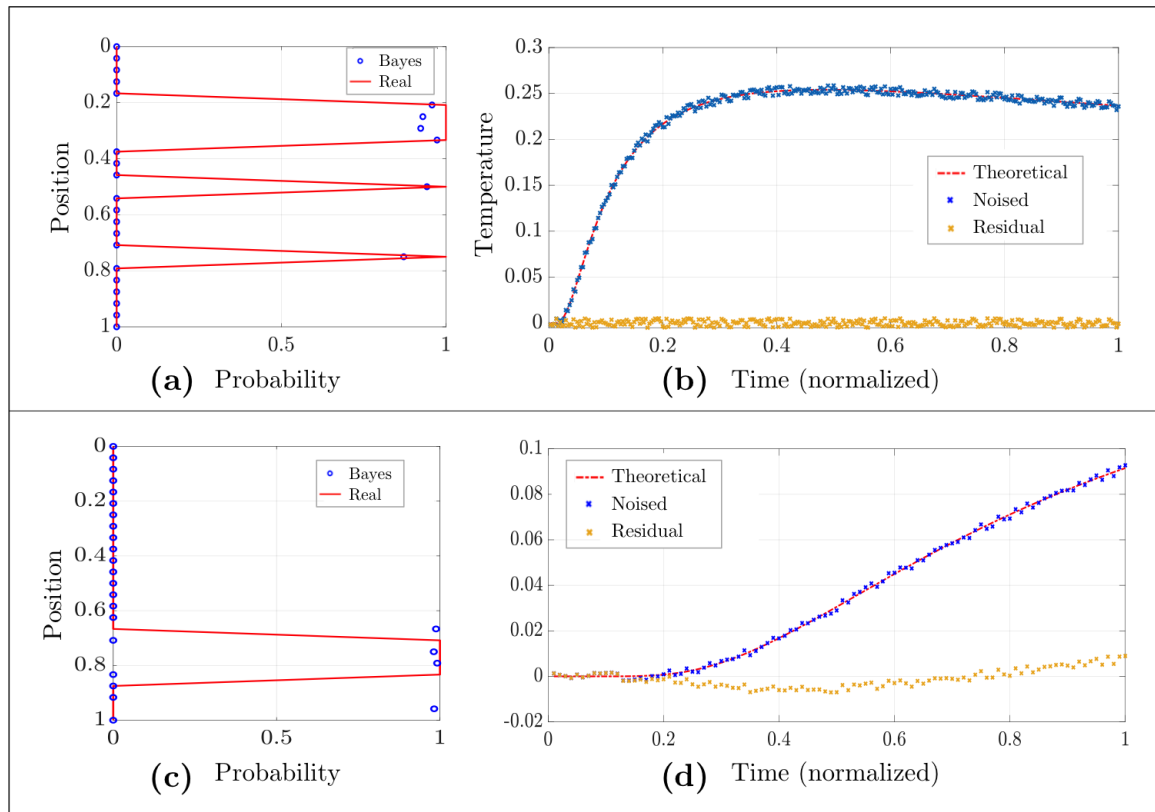 0
0.2
0.4
0.6
0.8
1
Position
0
0.5
1
Bayes
Real
(a) Probability
0.3
0.25
0.2
0.15
0.1
0.05
0
Temperature
0
0.2
0.4
0.6
0.8
1
Theoretical
Noised
Residual
(b) Time (normalized)
0
0.2
0.4
0.6
0.8
1
Position
0
0.5
1
Bayes
Real
(c) Probability
0.1
0.08
0.06
0.04
0.02
0
-0.02
0
0.2
0.4
0.6
0.8
1
Theoretical
Noised
Residual
(d) Time (normalized)